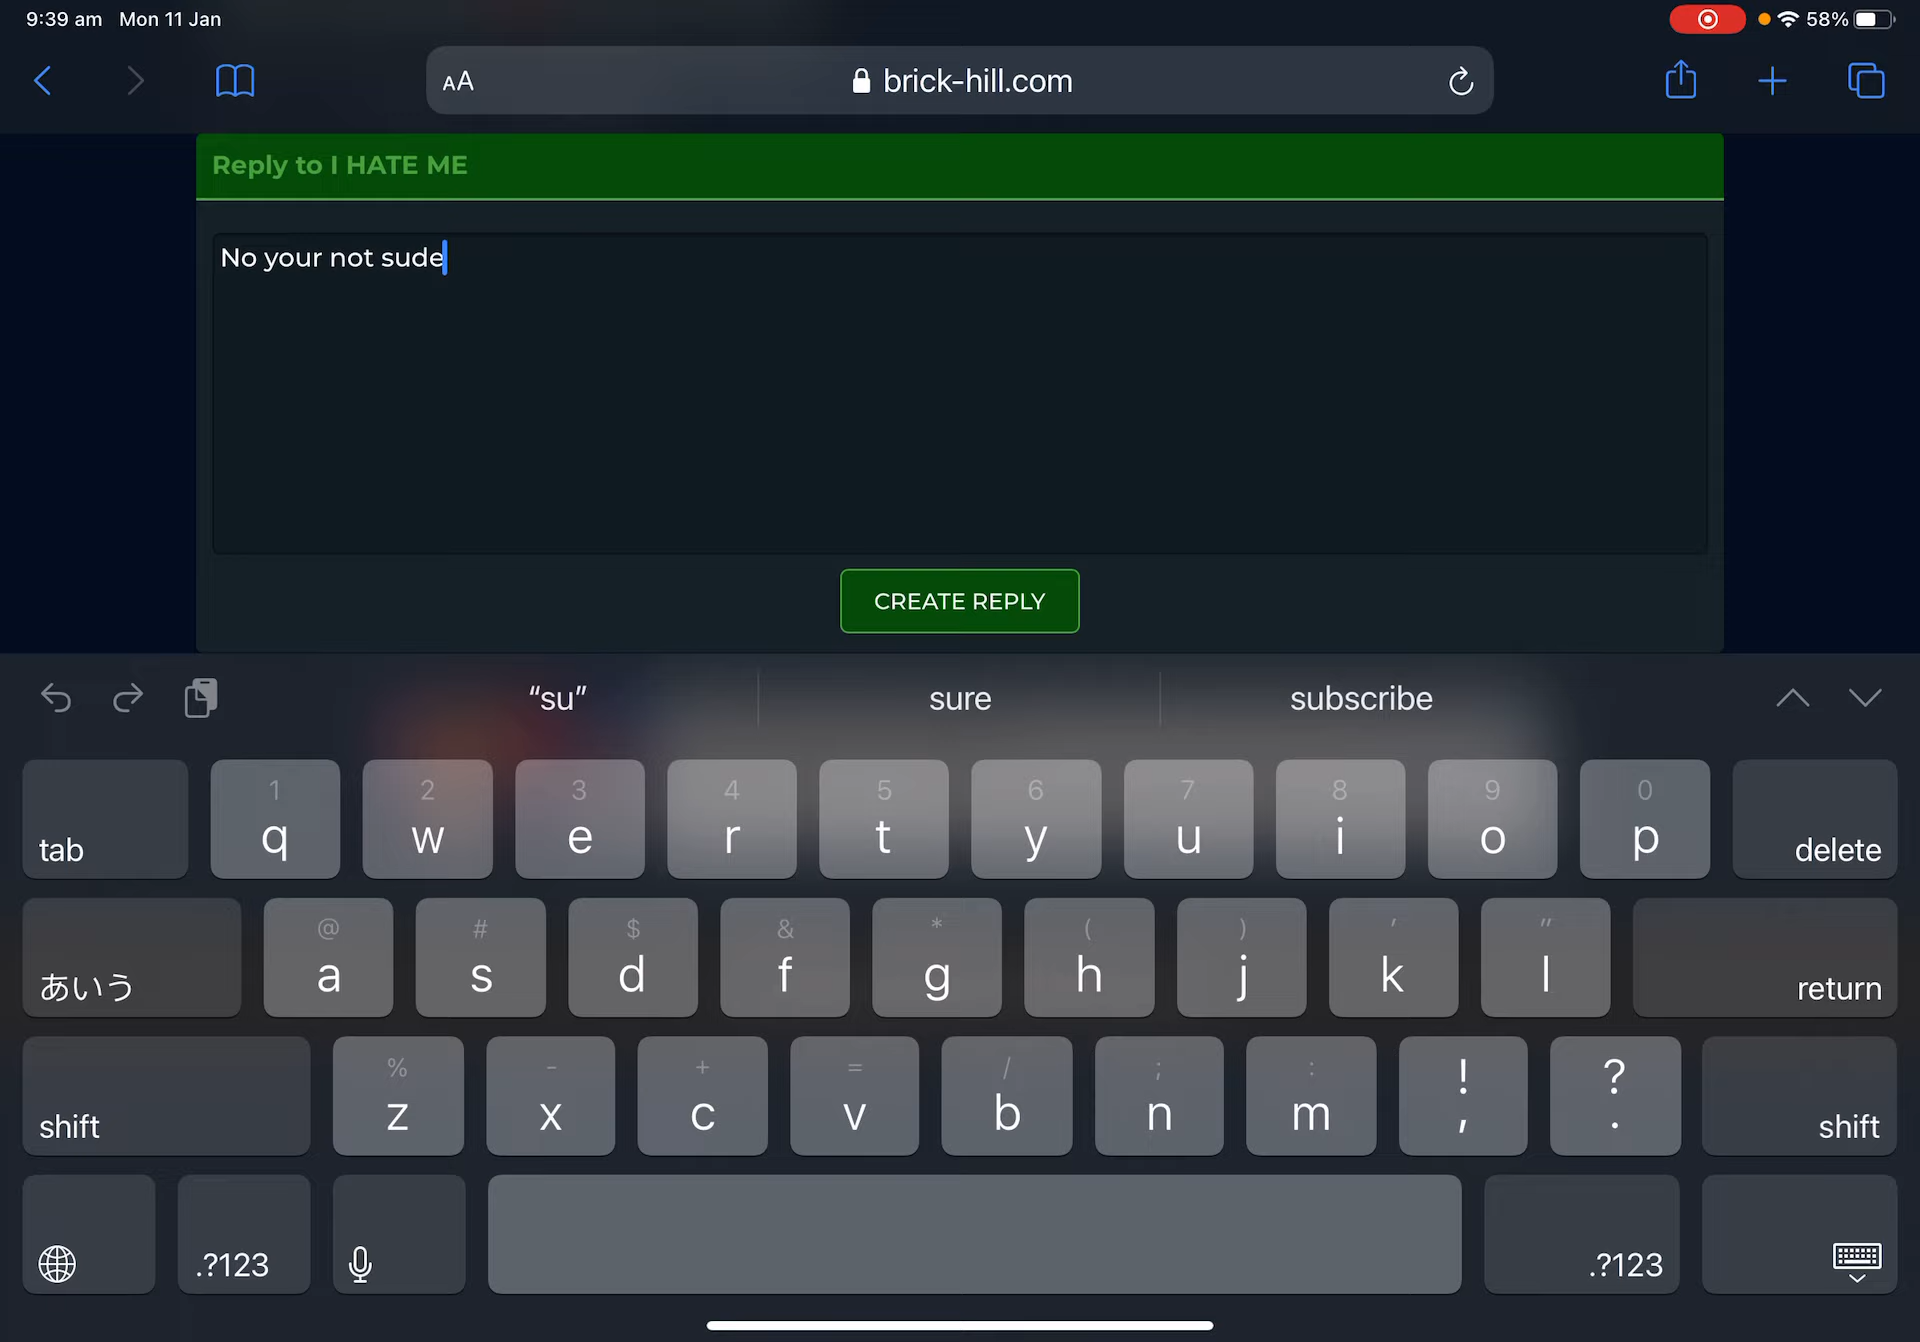 9:39 am Mon 11 Jan
58%
AA
brick-hill.com
Reply to I HATE ME
No your not sude
CREATE REPLY
“su” sure subscribe
tab 1 q 2 w 3 e 4 r 5 t 6 y 7 u 8 i 9 o 0 p delete
あいう @ a # s $ d & f * g ( h ) j ' k " l return
shift % z - x + c = v / b ; n : m ! , ? . shift
.?123 .?123